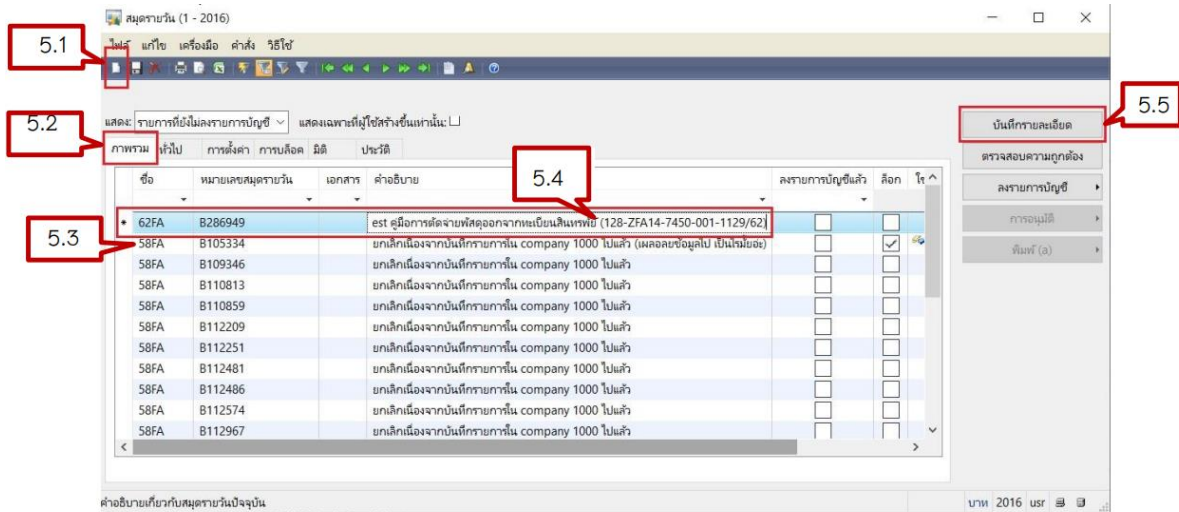 สมุดรายวัน (1 - 2016)
5.1
ไฟล์ แก้ไข เครื่องมือ คำสั่ง วิธีใช้
5.2
แสดง: รายการที่ยังไม่ลงรายการบัญชี แสดงเฉพาะที่ผู้ใช้สร้างขึ้นเท่านั้น:
บันทึกรายละเอียด
5.5
ภาพรวม ทั่วไป การตั้งค่า การบล็อค มิติ ประวัติ
ตรวจสอบความถูกต้อง
5.4
ชื่อ หมายเลขสมุดรายวัน เอกสาร คำอธิบาย ลงรายการบัญชีแล้ว ล็อก
ลงรายการบัญชี
62FA B286949 est คู่มือการตัดจ่ายพัสดุออกจากทะเบียนสินทรัพย์ (128-ZFA14-7450-001-1129/62)
การอนุมัติ
5.3
58FA B105334 ยกเลิกเนื่องจากบันทึกรายการใน company 1000 ไปแล้ว (เผลอลบข้อมูลไป เป็นไรมั้ยอ่ะ)
พิมพ์ (a)
58FA B109346 ยกเลิกเนื่องจากบันทึกรายการใน company 1000 ไปแล้ว
58FA B110813 ยกเลิกเนื่องจากบันทึกรายการใน company 1000 ไปแล้ว
58FA B110859 ยกเลิกเนื่องจากบันทึกรายการใน company 1000 ไปแล้ว
58FA B112209 ยกเลิกเนื่องจากบันทึกรายการใน company 1000 ไปแล้ว
58FA B112251 ยกเลิกเนื่องจากบันทึกรายการใน company 1000 ไปแล้ว
58FA B112481 ยกเลิกเนื่องจากบันทึกรายการใน company 1000 ไปแล้ว
58FA B112486 ยกเลิกเนื่องจากบันทึกรายการใน company 1000 ไปแล้ว
58FA B112574 ยกเลิกเนื่องจากบันทึกรายการใน company 1000 ไปแล้ว
58FA B112967 ยกเลิกเนื่องจากบันทึกรายการใน company 1000 ไปแล้ว
คำอธิบายเกี่ยวกับสมุดรายวันปัจจุบัน
บาท 2016 usr